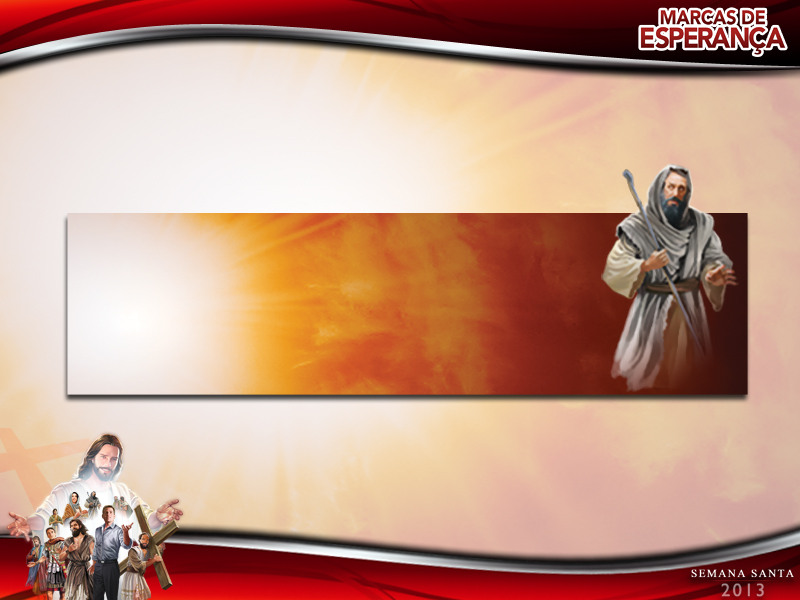 MARCAS DE
ESPERANÇA
SEMANA SANTA
2013